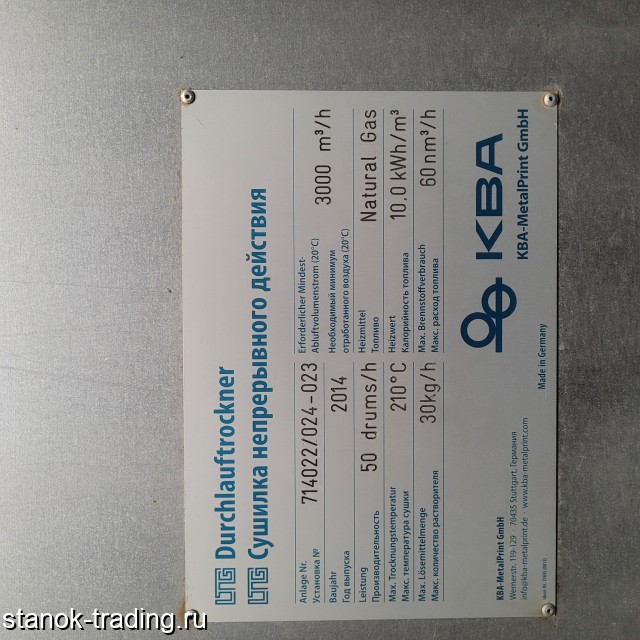 LTG Durchlauftrockner
LTG Сушилка непрерывного действия
Anlage Nr.
Установка №
714022/024-023
Baujahr
Год выпуска
2014
Leistung
Производительность
50 drums/h
Max. Trocknungstemperatur
Макс. температура сушки
210°C
Max. Lösemittelmenge
Макс. количество растворителя
30kg/h
Erforderlicher Mindest-
Abluftvolumenstrom (20°C)
Необходимый минимум
отработанного воздуха (20°C)
3000 m³/h
Heizmittel
Топливо
Natural Gas
Heizwert
Калорийность топлива
10.0 kWh/m³
Max. Brennstoffverbrauch
Макс. расход топлива
60nm³/h
KBA-MetalPrint GmbH
Wernerstr. 119-129 · 70435 Stuttgart, Германия
info@kba-metalprint.de · www.kba-metalprint.com
Made in Germany
KBA
KBA-MetalPrint GmbH
stanok-trading.ru